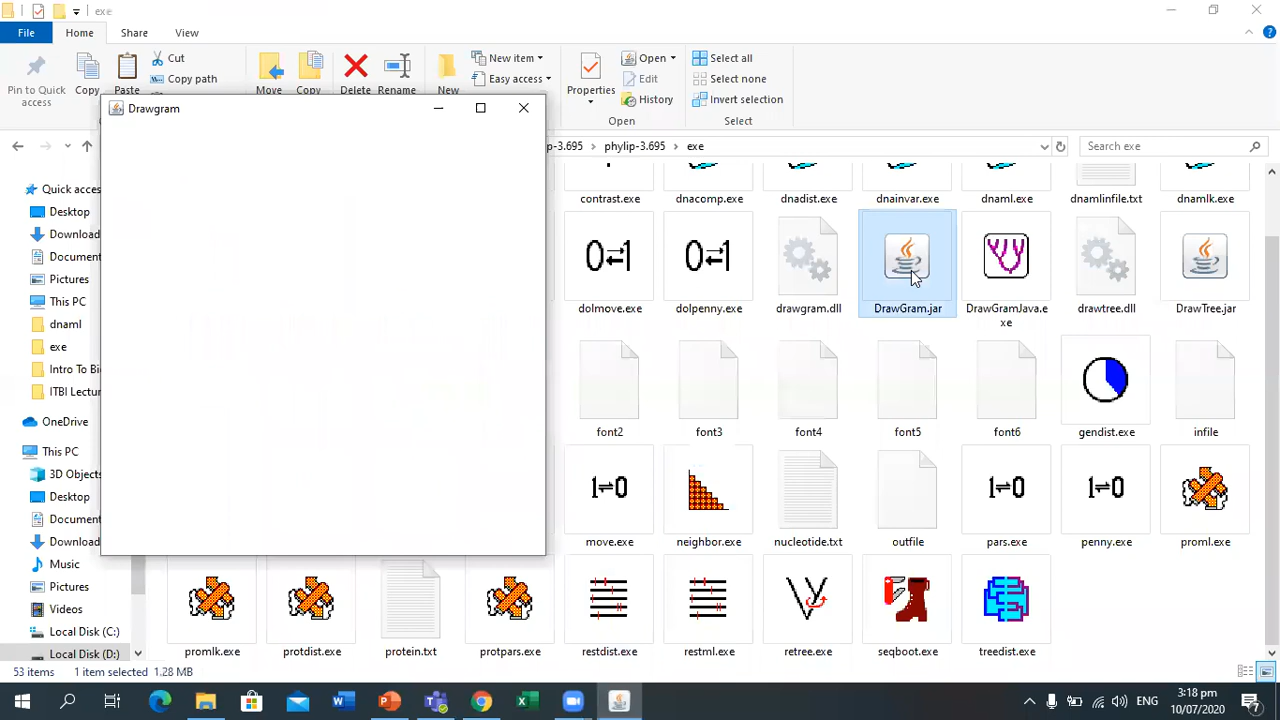 exe
File Home Share View
Pin to Quick access
Copy
Paste
Cut
Copy path
Move
Copy
Delete
Rename
New
New item
Easy access
Properties
Open
Edit
History
Open
Select all
Select none
Invert selection
Select
Drawgram
phylip-3.695 exe
Search exe
Quick access
Desktop
Documents
Pictures
This PC
dnaml
exe
Intro To Bi
ITBI Lectur
OneDrive
This PC
3D Objects
Desktop
Music
Pictures
Videos
Local Disk (C:)
Local Disk (D:)
contrast.exe dnacomp.exe dnadist.exe dnainvar.exe dnaml.exe dnamlinfile.txt dnamlk.exe
dolmove.exe dolpenny.exe drawgram.dll DrawGram.jar DrawGramJava.exe drawtree.dll DrawTree.jar
font2 font3 font4 font5 font6 gendist.exe infile
move.exe neighbor.exe nucleotide.txt outfile pars.exe penny.exe proml.exe
promlk.exe protdist.exe protein.txt protpars.exe restdist.exe restml.exe retree.exe seqboot.exe treedist.exe
53 items 1 item selected 1.28 MB
ENG
3:18 pm
10/07/2020